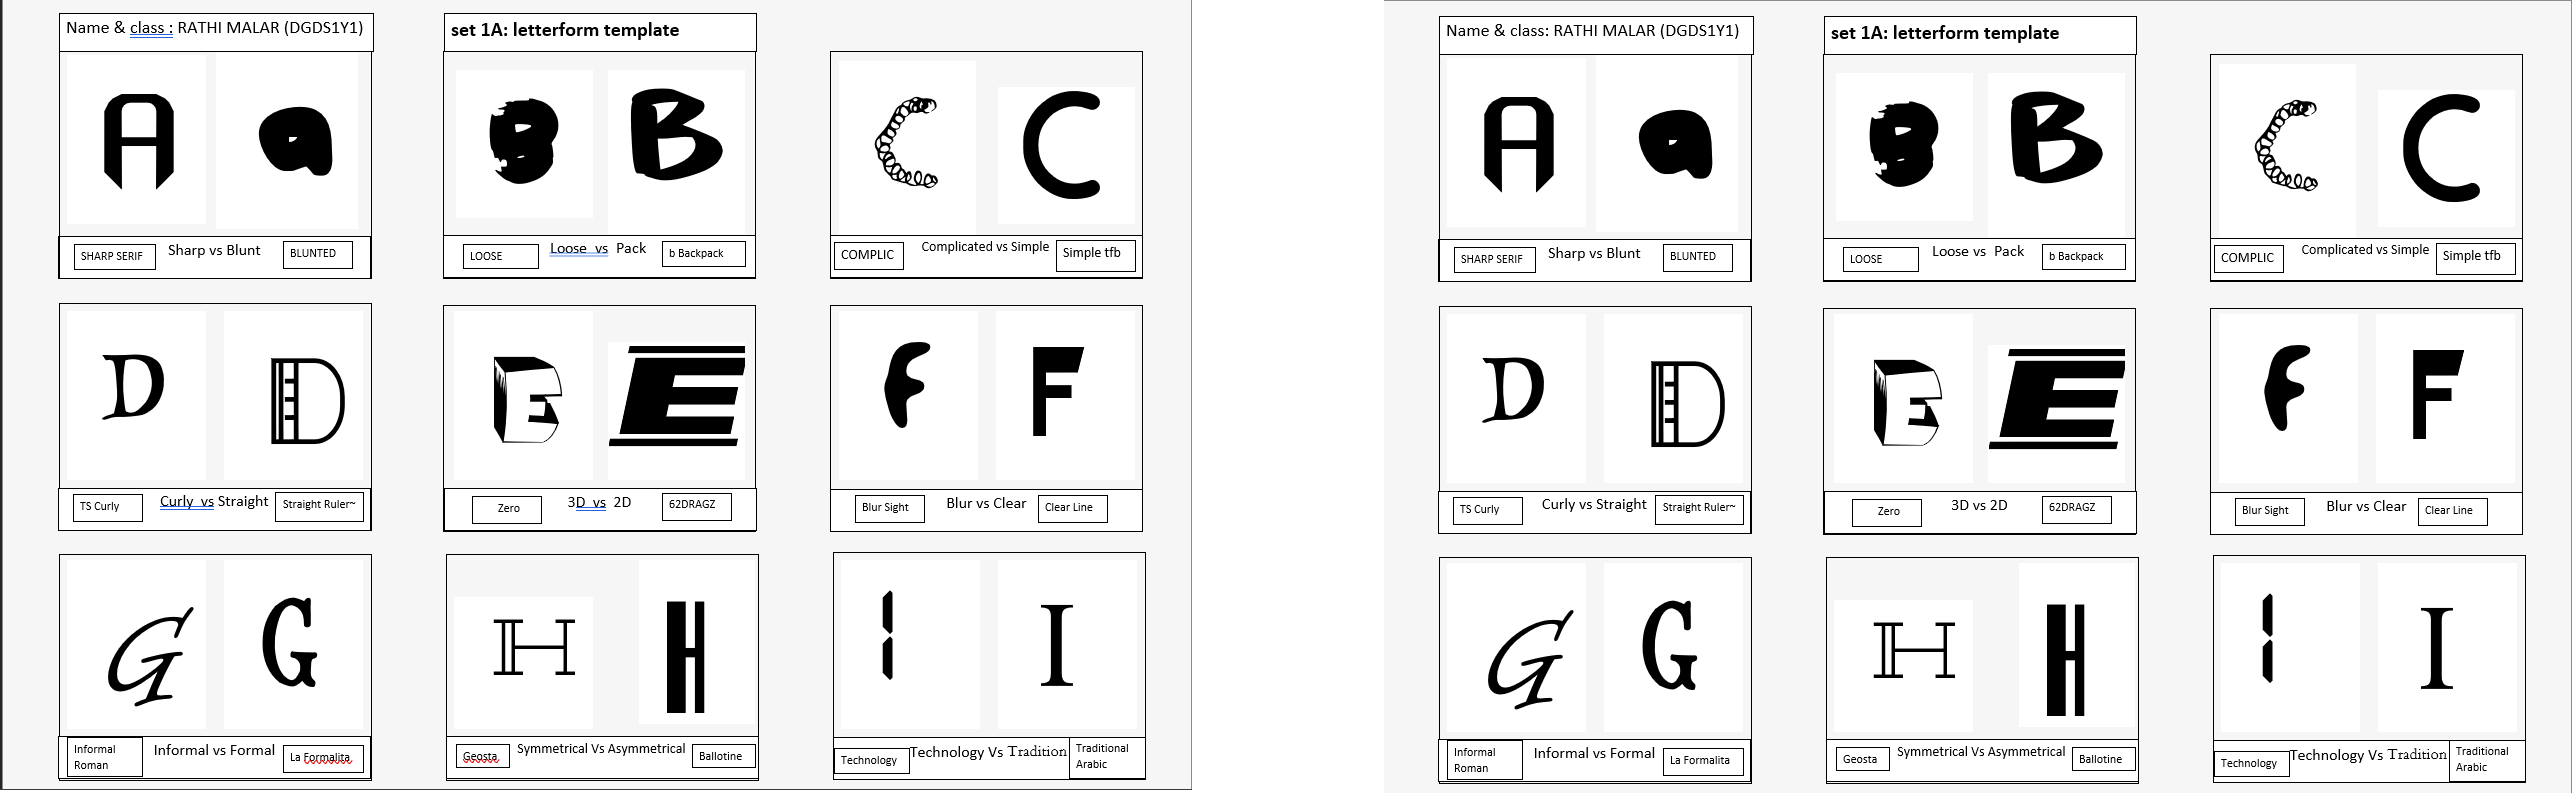 Name & class : RATHI MALAR (DGDS1Y1)
set 1A: letterform template
A a
B B
C C
SHARP SERIF Sharp vs Blunt BLUNTED
LOOSE Loose vs Pack b Backpack
COMPLIC Complicated vs Simple Simple tfb
D D
E E
F F
TS Curly Curly vs Straight Straight Ruler~
Zero 3D vs 2D 62DRAGZ
Blur Sight Blur vs Clear Clear Line
G G
H H
I I
Informal
Roman
Informal vs Formal
La Formalita
Geosta Symmetrical Vs Asymmetrical Ballotine
Technology Technology Vs Tradition
Traditional
Arabic
Name & class: RATHI MALAR (DGDS1Y1)
set 1A: letterform template
A a
B B
C C
SHARP SERIF Sharp vs Blunt BLUNTED
LOOSE Loose vs Pack b Backpack
COMPLIC Complicated vs Simple Simple tfb
D D
E E
F F
TS Curly Curly vs Straight Straight Ruler~
Zero 3D vs 2D 62DRAGZ
Blur Sight Blur vs Clear Clear Line
G G
H H
I I
Informal
Roman
Informal vs Formal
La Formalita
Geosta Symmetrical Vs Asymmetrical Ballotine
Technology Technology Vs Tradition
Traditional
Arabic